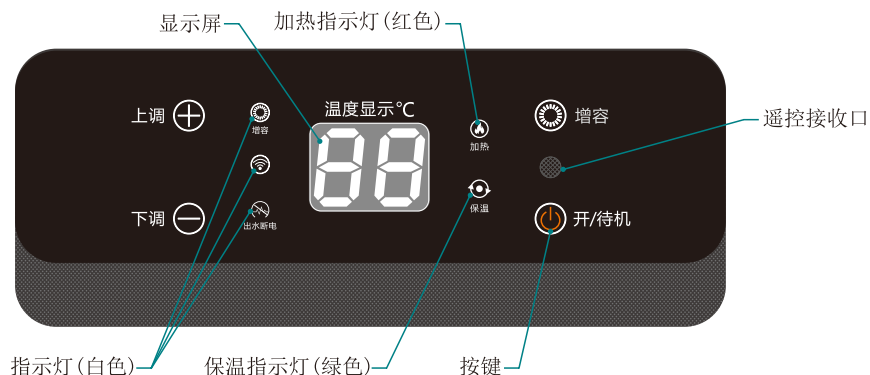 显示屏
加热指示灯(红色)
上调
增容
温度显示℃
88
加热
增容
遥控接收口
下调
出水断电
保温
开/待机
指示灯(白色)
保温指示灯(绿色)
按键